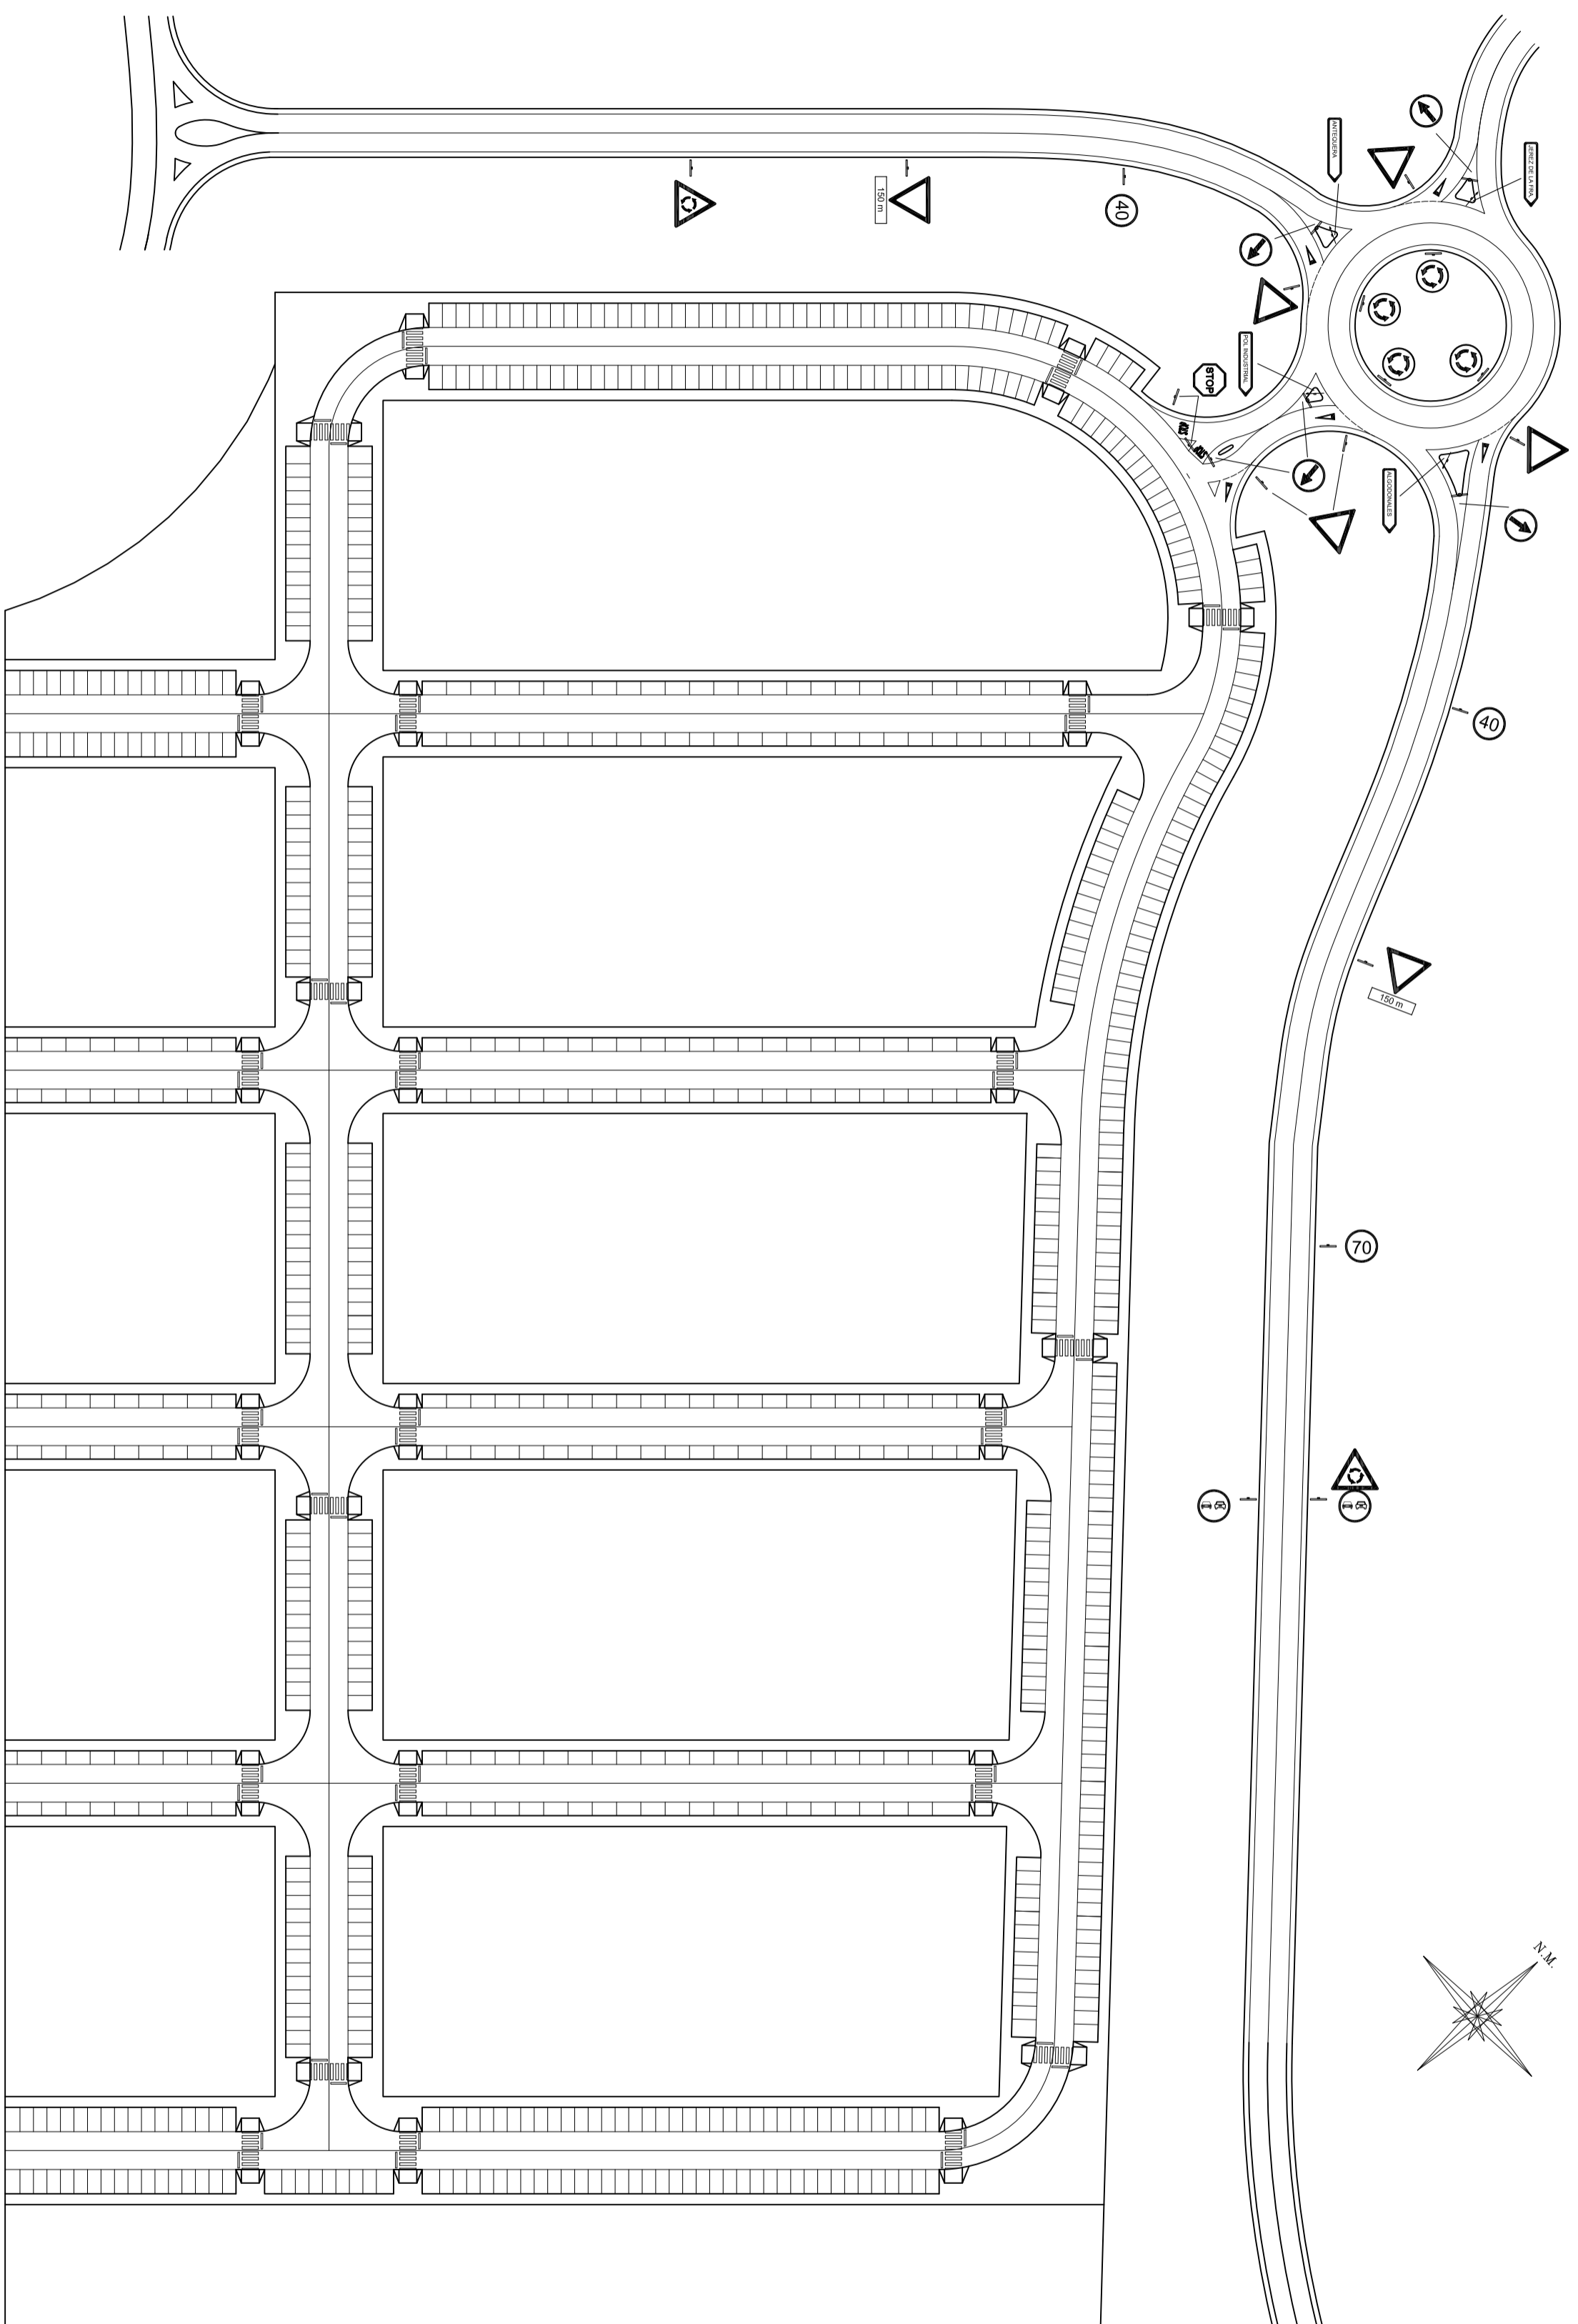 JEREZ DE LA FRA.
ANTEQUERA
150 m
40
POL. INDUSTRIAL
STOP
ALGODONALES
40
150 m
70
N.M.